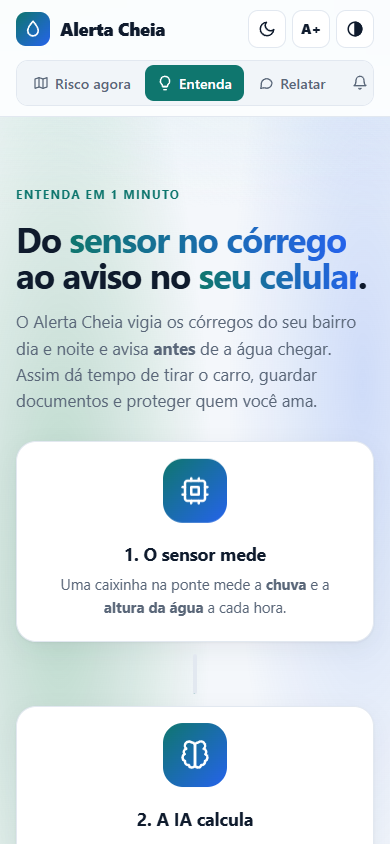 Alerta Cheia
A+
Risco agora
Entenda
Relatar
ENTENDA EM 1 MINUTO
Do sensor no córrego
ao aviso no seu celular.
O Alerta Cheia vigia os córregos do seu bairro
dia e noite e avisa antes de a água chegar.
Assim dá tempo de tirar o carro, guardar
documentos e proteger quem você ama.
1. O sensor mede
Uma caixinha na ponte mede a chuva e a
altura da água a cada hora.
2. A IA calcula